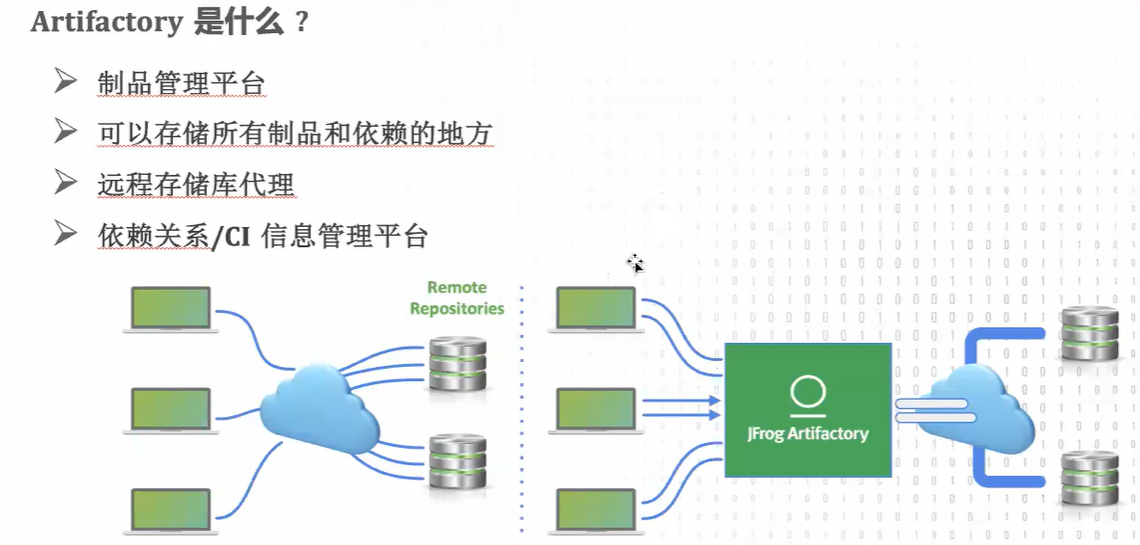 Artifactory 是什么 ?
制品管理平台
可以存储所有制品和依赖的地方
远程存储库代理
依赖关系/CI 信息管理平台
Remote
Repositories
JFrog Artifactory